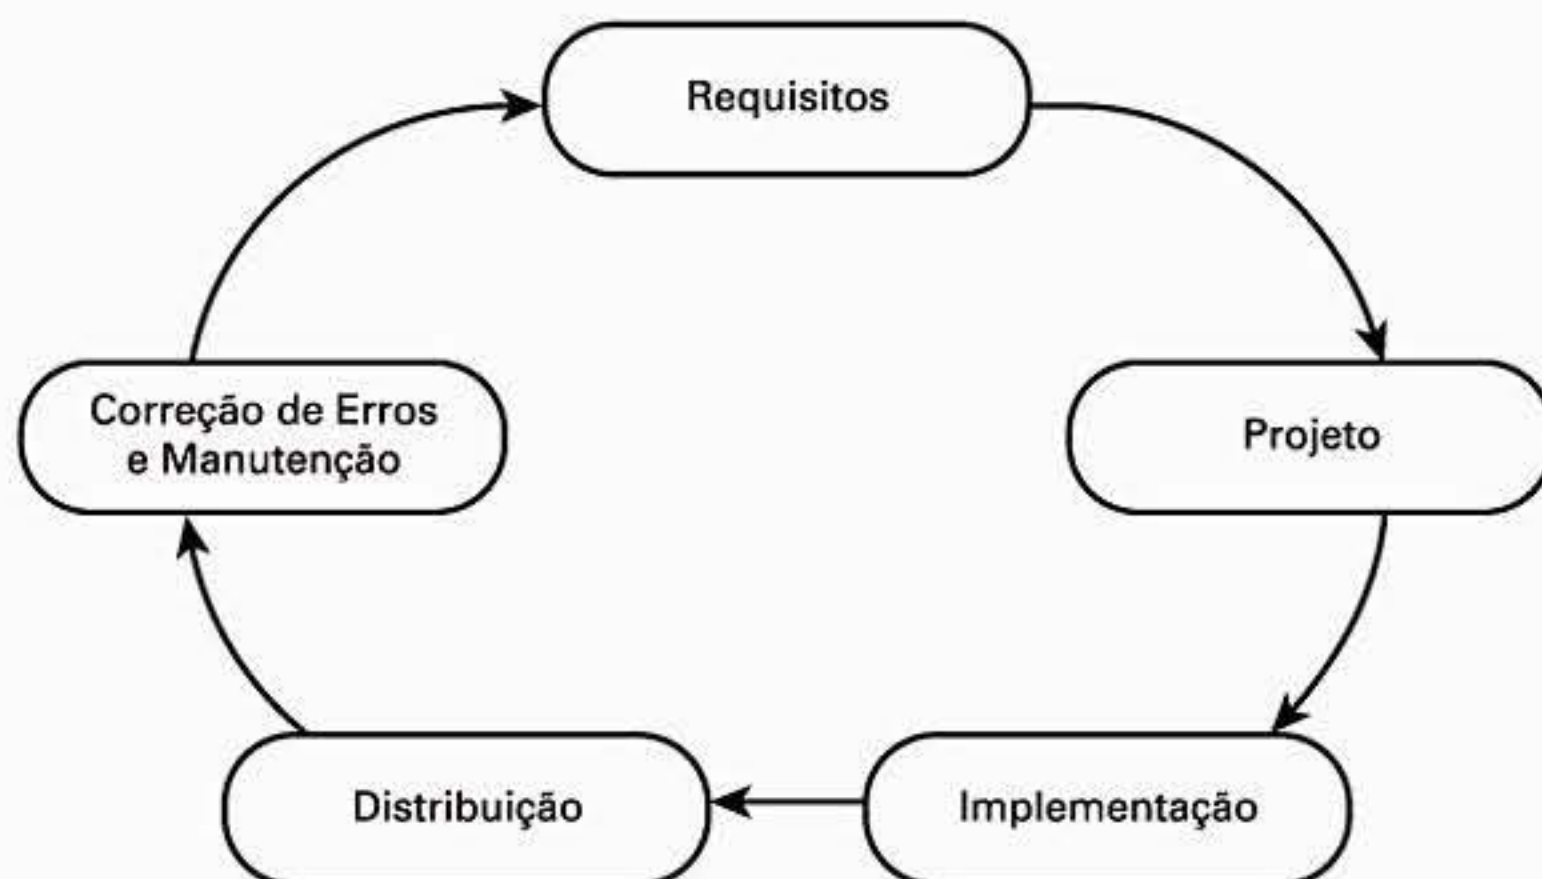 Requisitos
Projeto
Implementação
Distribuição
Correção de Erros
e Manutenção